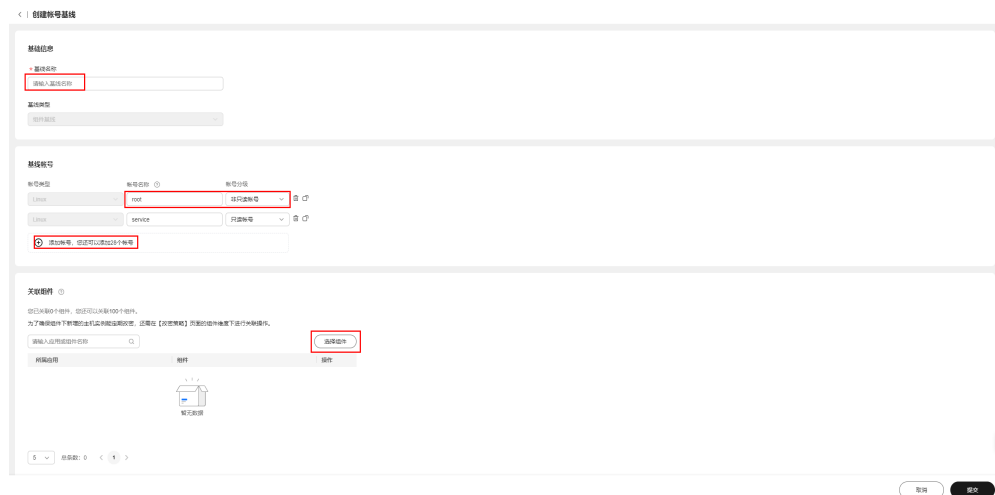 创建帐号基线
基础信息
* 基线名称
请输入基线名称
基线类型
组件基线
基线帐号
帐号类型 帐号名称 帐号分级
Linux root 非只读帐号
Linux service 只读帐号
添加帐号，您还可以添加28个帐号
关联组件
您已关联0个组件，您还可以关联100个组件。
为了确保组件下新增的主机实例能定期改密，还需在【改密策略】页面的组件维度下进行关联操作。
请输入应用或组件名称 选择组件
所属应用 组件 操作
暂无数据
5 总条数：0 < 1 >
取消 提交